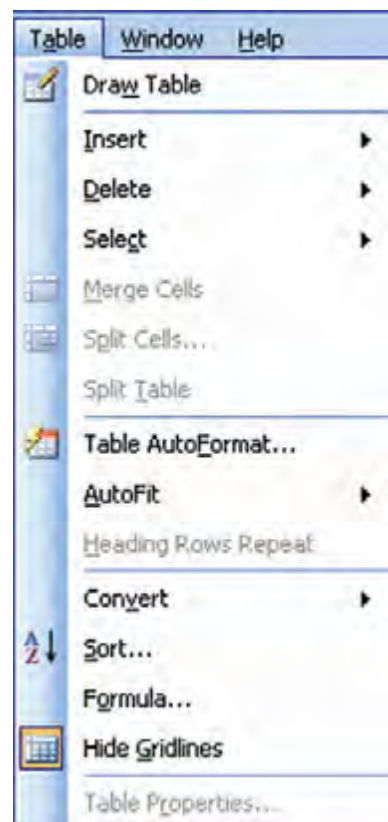 Table Window Help
Draw Table
Insert
Delete
Select
Merge Cells
Split Cells...
Split Table
Table AutoFormat...
AutoFit
Heading Rows Repeat
Convert
A
Z
Sort...
Formula...
Hide Gridlines
Table Properties...